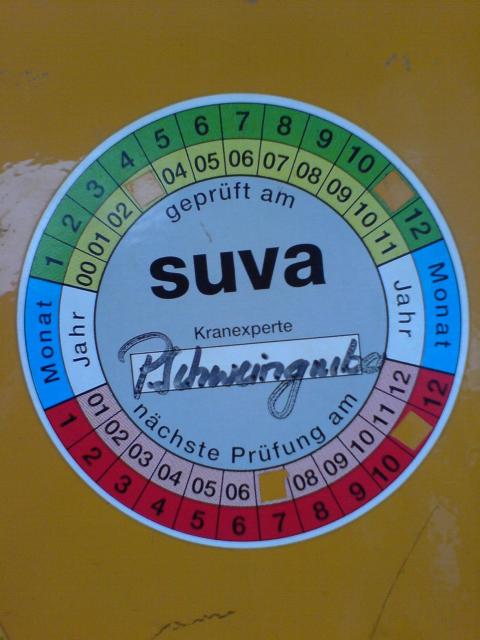 1 2 3 4 5 6 7 8 9 10 12
00 01 02 04 05 06 07 08 09 10 11
Monat
Jahr
geprüft am
suva
Kranexperte
nächste Prüfung am
Jahr
Monat
01 02 03 04 05 06 08 09 10 11 12
1 2 3 4 5 6 7 8 9 10 12